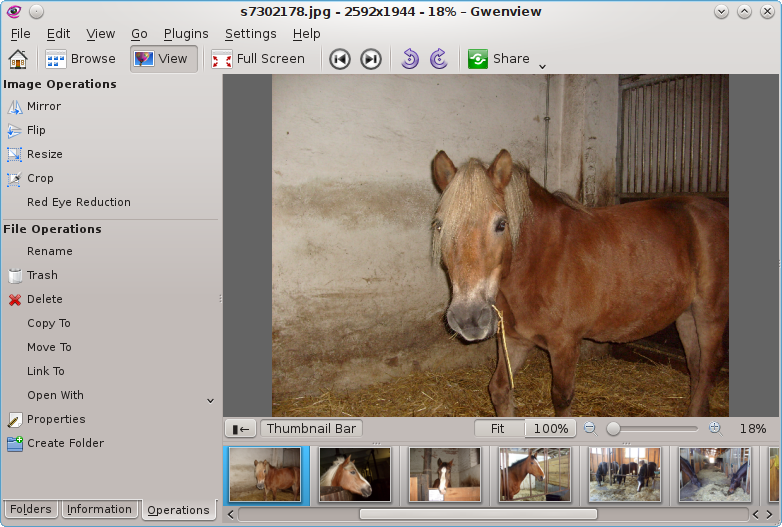 s7302178.jpg - 2592x1944 - 18% – Gwenview
File Edit View Go Plugins Settings Help
Browse View Full Screen Share
Image Operations
Mirror
Flip
Resize
Crop
Red Eye Reduction
File Operations
Rename
Trash
Delete
Copy To
Move To
Link To
Open With
Properties
Create Folder
Thumbnail Bar Fit 100% 18%
Folders Information Operations